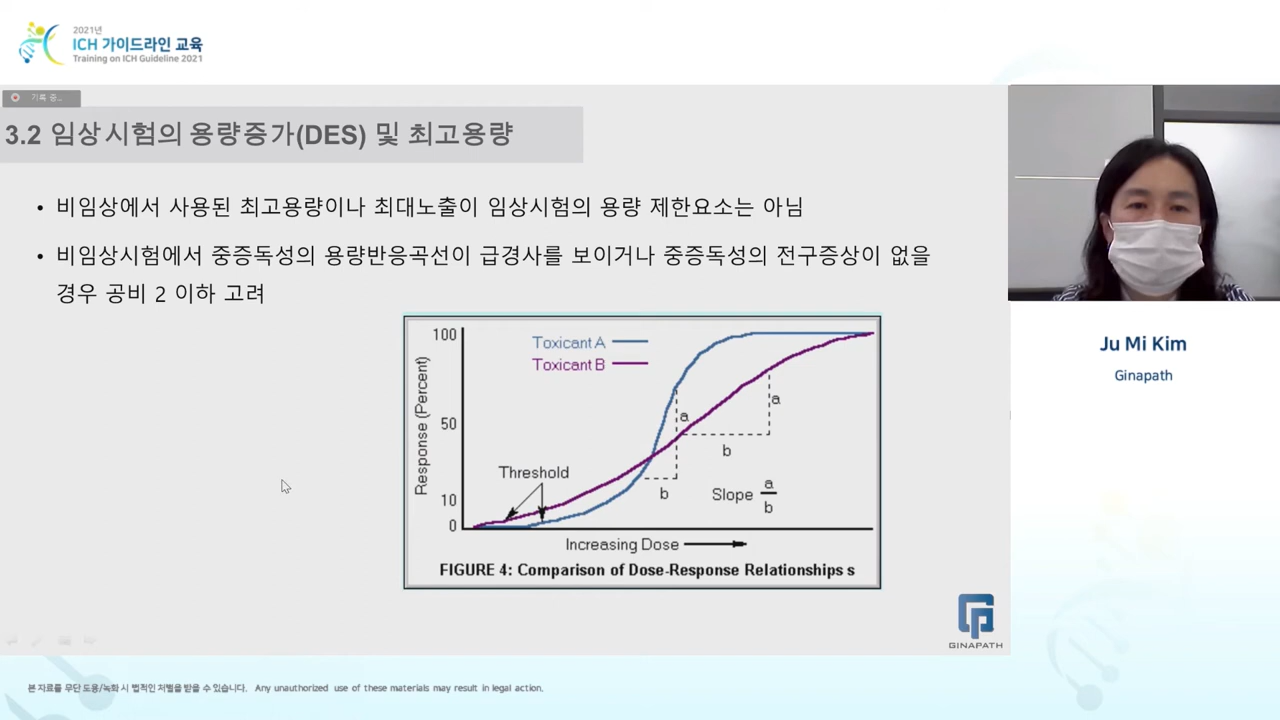 2021년
ICH 가이드라인 교육
Training on ICH Guideline 2021
기록 중...
3.2 임상시험의 용량증가(DES) 및 최고용량
• 비임상에서 사용된 최고용량이나 최대노출이 임상시험의 용량 제한요소는 아님
• 비임상시험에서 중증독성의 용량반응곡선이 급경사를 보이거나 중증독성의 전구증상이 없을
경우 공비 2 이하 고려
100
50
10
0
Response (Percent)
Toxicant A
Toxicant B
a
b
a
b
Threshold
Slope a
b
Increasing Dose
FIGURE 4: Comparison of Dose-Response Relationships s
GINAPATH
Ju Mi Kim
Ginapath
본 자료를 무단 도용/녹화 시 법적인 처벌을 받을 수 있습니다. Any unauthorized use of these materials may result in legal action.